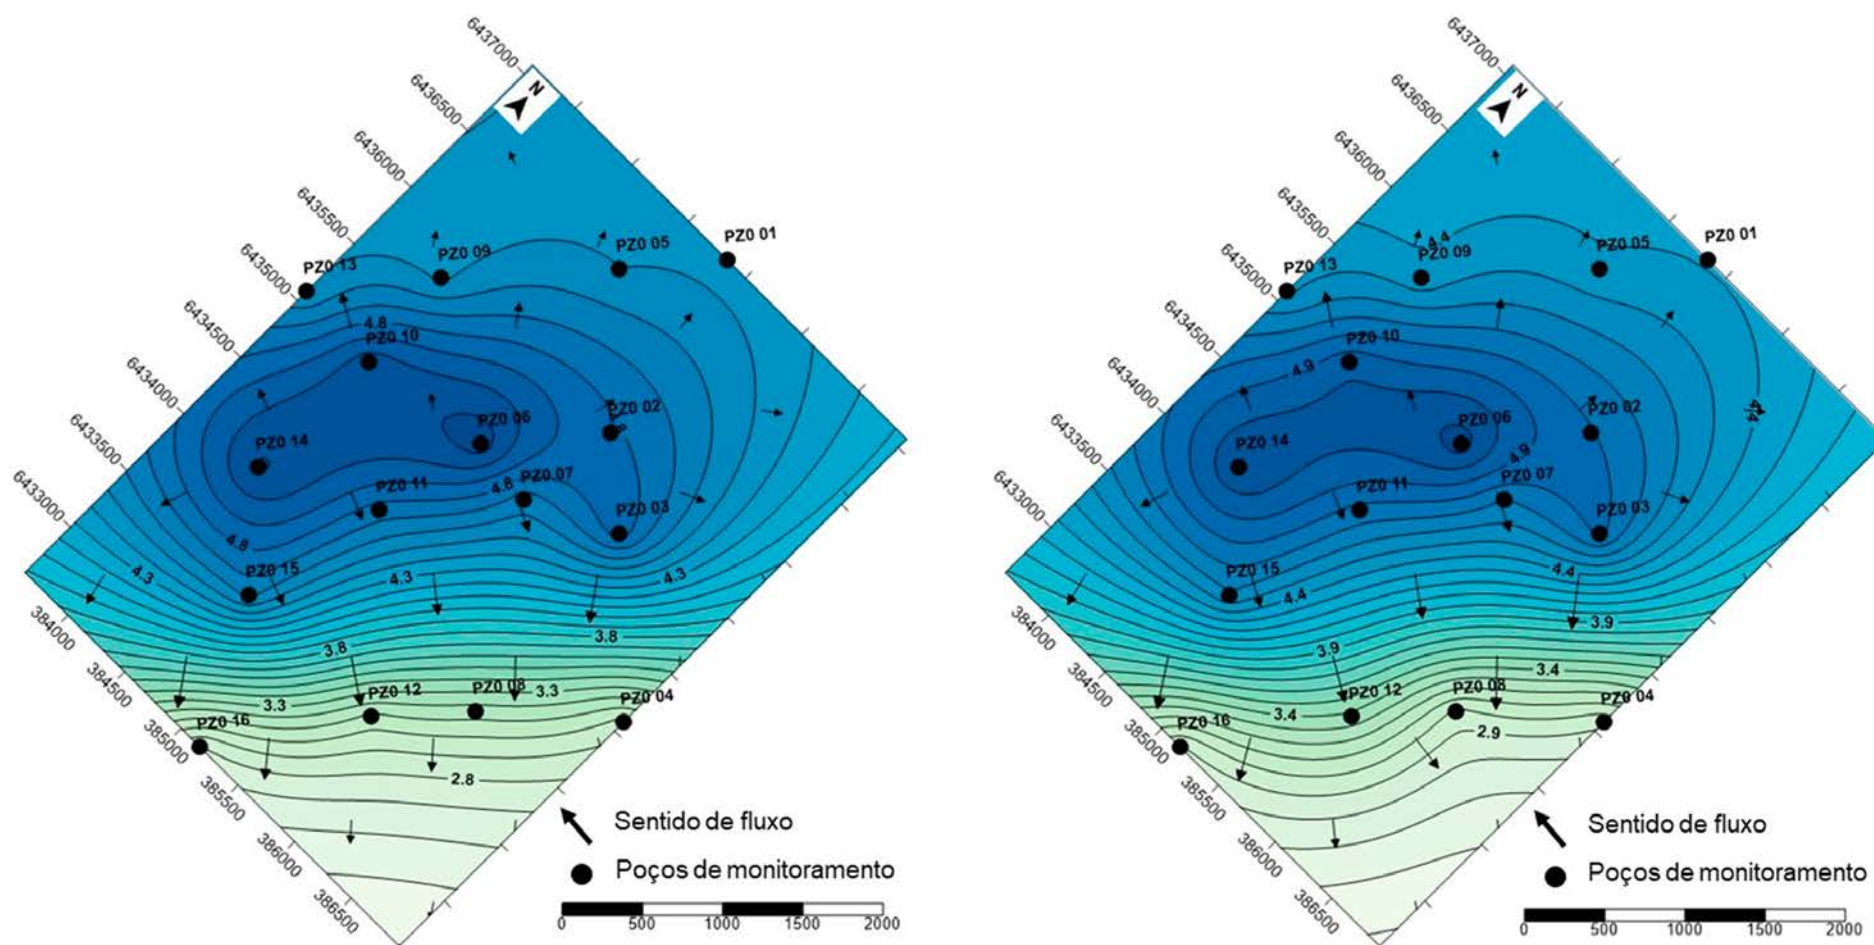 6437000
6436500
6436000
6435500
6435000
6434500
6434000
6433500
6433000
384000
384500
385000
385500
386000
386500
N
PZ0 01
PZ0 05
PZ0 09
PZ0 13
4.8
PZ0 10
PZ0 02
PZ0 06
PZ0 14
PZ0 11
4.8
PZ0 07
PZ0 03
4.8
PZ0 15
4.3
4.3
4.3
3.8
3.8
PZ0 12
PZ0 08
3.3
PZ0 04
3.3
PZ0 16
2.8
Sentido de fluxo
Poços de monitoramento
0 500 1000 1500 2000
6437000
6436500
6436000
6435500
6435000
6434500
6434000
6433500
6433000
384000
384500
385000
385500
386000
386500
N
PZ0 01
4.4
PZ0 05
PZ0 09
PZ0 13
PZ0 10
4.9
PZ0 02
4.4
PZ0 06
PZ0 14
4.9
PZ0 11
PZ0 07
PZ0 03
PZ0 15
4.4
4.4
3.9
3.9
3.4
PZ0 12
PZ0 08
PZ0 04
3.4
PZ0 16
2.9
Sentido de fluxo
Poços de monitoramento
0 500 1000 1500 2000